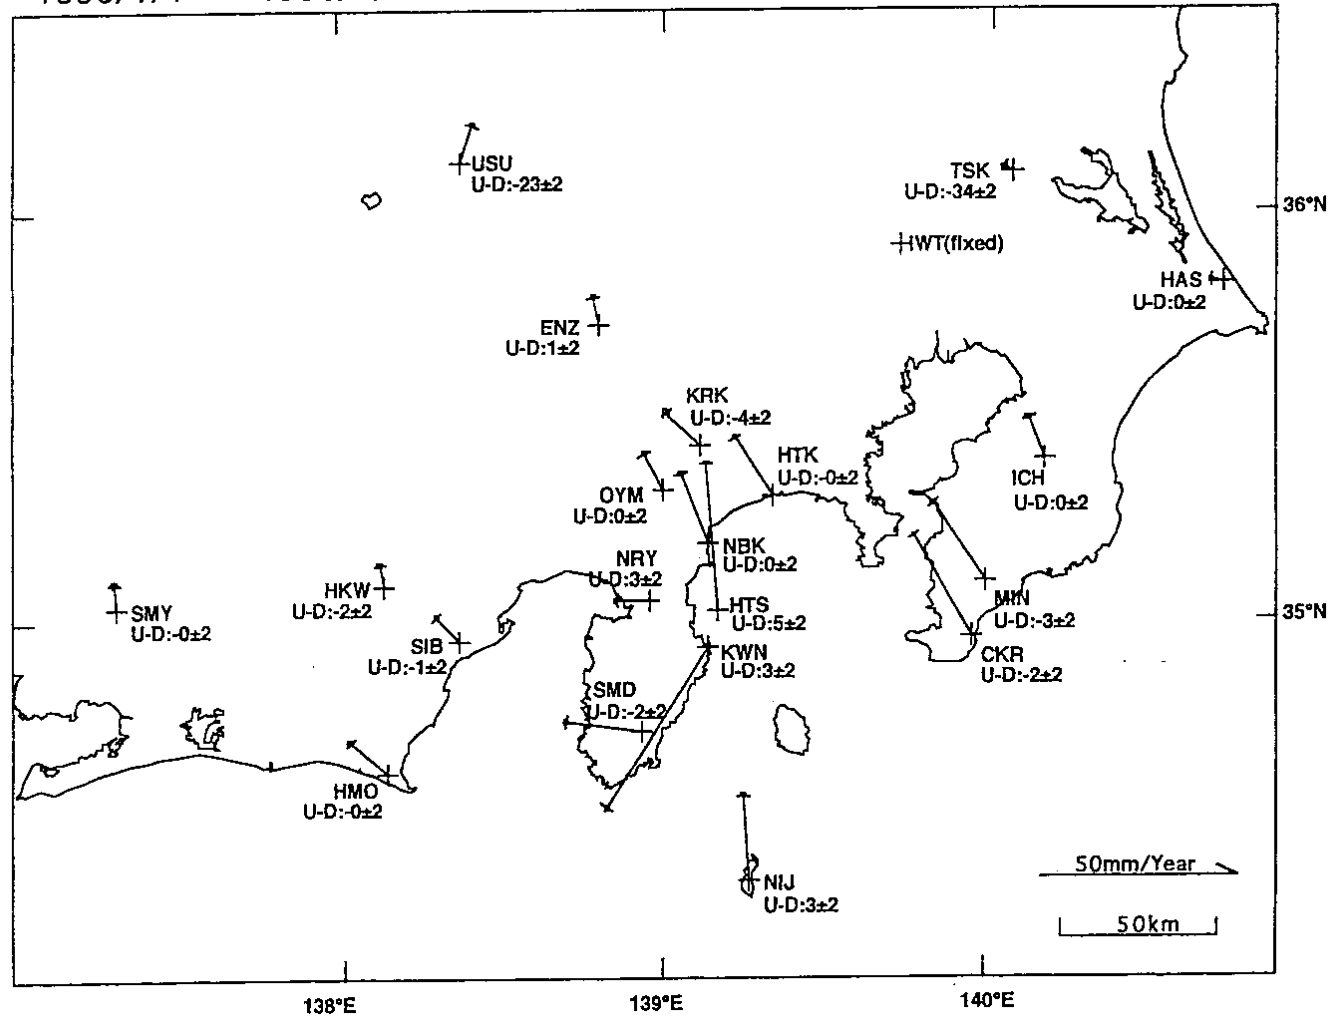 USU
U-D:-23±2
TSK
U-D:-34±2
36°N
IWT(fixed)
HAS
U-D:0±2
ENZ
U-D:1±2
KRK
U-D:-4±2
HTK
U-D:-0±2
ICH
U-D:0±2
OYM
U-D:0±2
NBK
U-D:0±2
NRY
U-D:3±2
HKW
U-D:-2±2
SMY
U-D:-0±2
HTS
U-D:5±2
MIN
U-D:-3±2
35°N
SIB
U-D:-1±2
KWN
U-D:3±2
CKR
U-D:-2±2
SMD
U-D:-2±2
HMO
U-D:-0±2
50mm/Year
NIJ
U-D:3±2
50km
138°E
139°E
140°E